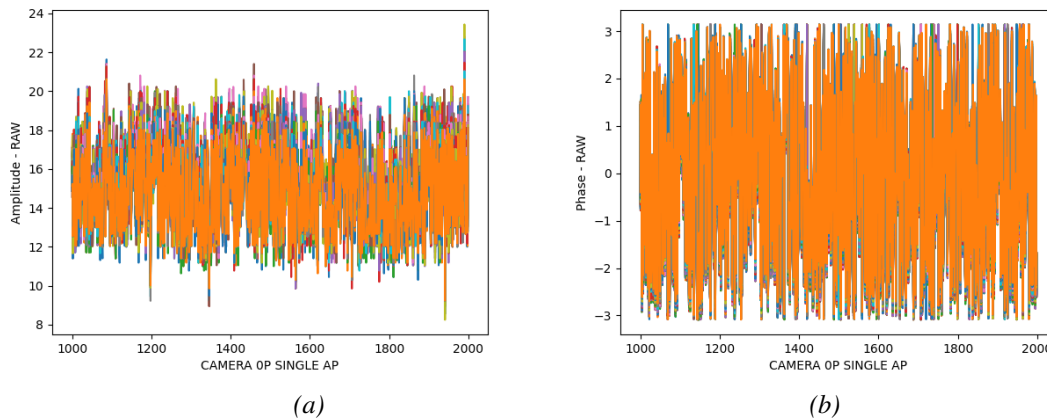 24
22
20
18
16
14
12
10
8
Amplitude - RAW
1000 1200 1400 1600 1800 2000
CAMERA 0P SINGLE AP
(a)
3
2
1
0
−1
−2
−3
Phase - RAW
1000 1200 1400 1600 1800 2000
CAMERA 0P SINGLE AP
(b)